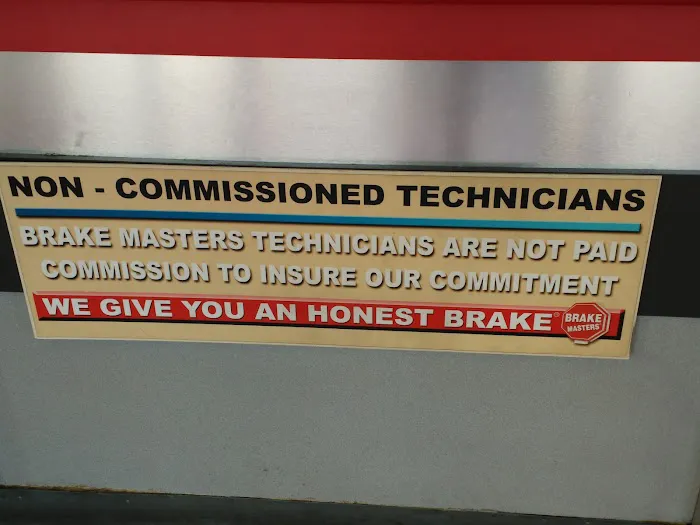 NON - COMMISSIONED TECHNICIANS
BRAKE MASTERS TECHNICIANS ARE NOT PAID
COMMISSION TO INSURE OUR COMMITMENT
WE GIVE YOU AN HONEST BRAKE®
BRAKE
MASTERS